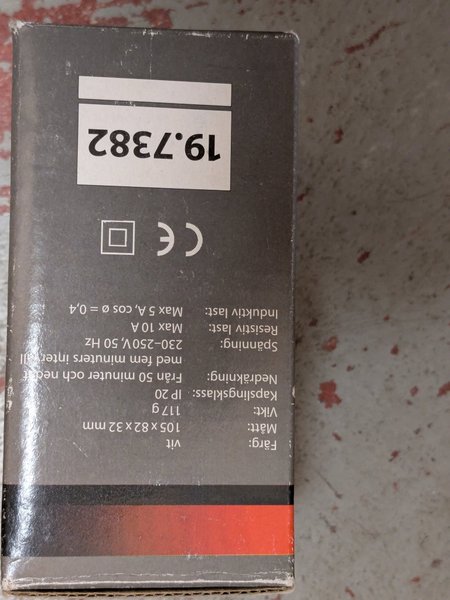 Färg: vit
Mått: 105 x 82 x 32 mm
Vikt: 117 g
Kapslingsklass: IP 20
Nedräkning: Från 50 minuter och nedåt
med fem minuters intervall
Spänning: 230–250V, 50 Hz
Resistiv last: Max 10 A
Induktiv last: Max 5 A, cos ø = 0,4
CE
19.7382